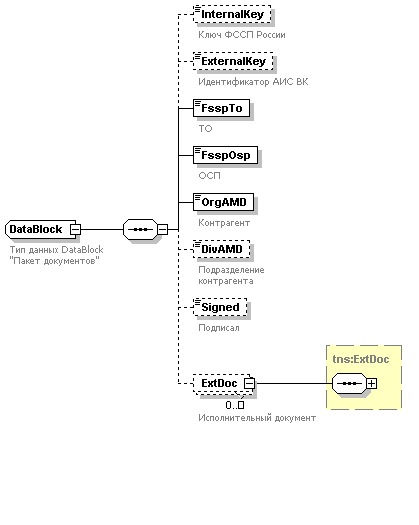 InternalKey
Ключ ФССП России
ExternalKey
Идентификатор АИС ВК
FsspTo
ТО
FsspOsp
ОСП
OrgAMD
Контрагент
DataBlock
Тип данных DataBlock
"Пакет документов"
DivAMD
Подразделение
контрагента
Signed
Подписал
tns:ExtDoc
ExtDoc
0..
Исполнительный документ